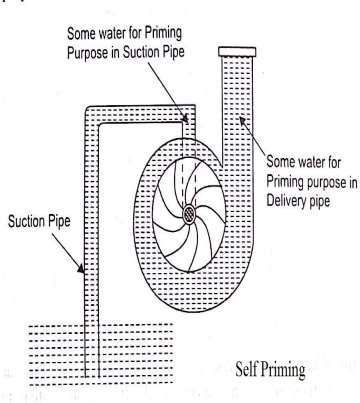 Some water for Priming
Purpose in Suction Pipe
Some water for
Priming purpose in
Delivery pipe
Suction Pipe
Self Priming